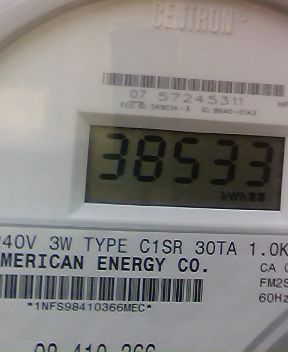 CENTRON®
07 57245311
38533
kWh
240V 3W TYPE C1SR 30TA 1.0K
AMERICAN ENERGY CO.
CA
FM2S
60Hz
*1NFS98410366MEC*